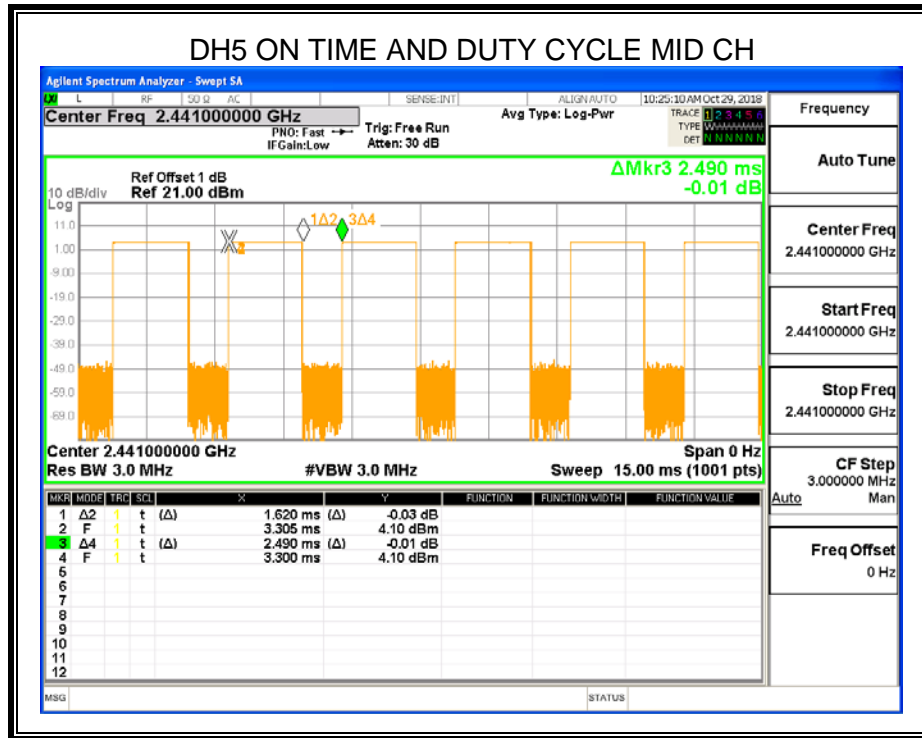 DH5 ON TIME AND DUTY CYCLE MID CH
Agilent Spectrum Analyzer - Swept SA
L RF 50 Ω AC SENSE:INT ALIGN AUTO 10:25:10 AM Oct 29, 2018
Center Freq 2.441000000 GHz
PNO: Fast
IFGain:Low
Trig: Free Run
Atten: 30 dB
Avg Type: Log-Pwr
TRACE 1 2 3 4 5 6
TYPE WWWWWW
DET N N N N N N
Frequency
Auto Tune
Center Freq
2.441000000 GHz
Start Freq
2.441000000 GHz
Stop Freq
2.441000000 GHz
CF Step
3.000000 MHz
Auto Man
Freq Offset
0 Hz
ΔMkr3 2.490 ms
-0.01 dB
10 dB/div
Log
Ref Offset 1 dB
Ref 21.00 dBm
11.0
1.00
-9.00
-19.0
-29.0
-39.0
-49.0
-59.0
-69.0
1Δ2 3Δ4
Center 2.441000000 GHz Span 0 Hz
Res BW 3.0 MHz #VBW 3.0 MHz Sweep 15.00 ms (1001 pts)
MKR MODE TRC SCL X Y FUNCTION FUNCTION WIDTH FUNCTION VALUE
1 Δ2 1 t (Δ) 1.620 ms (Δ) -0.03 dB
2 F 1 t 3.305 ms 4.10 dBm
3 Δ4 1 t (Δ) 2.490 ms (Δ) -0.01 dB
4 F 1 t 3.300 ms 4.10 dBm
5
6
7
8
9
10
11
12
MSG STATUS